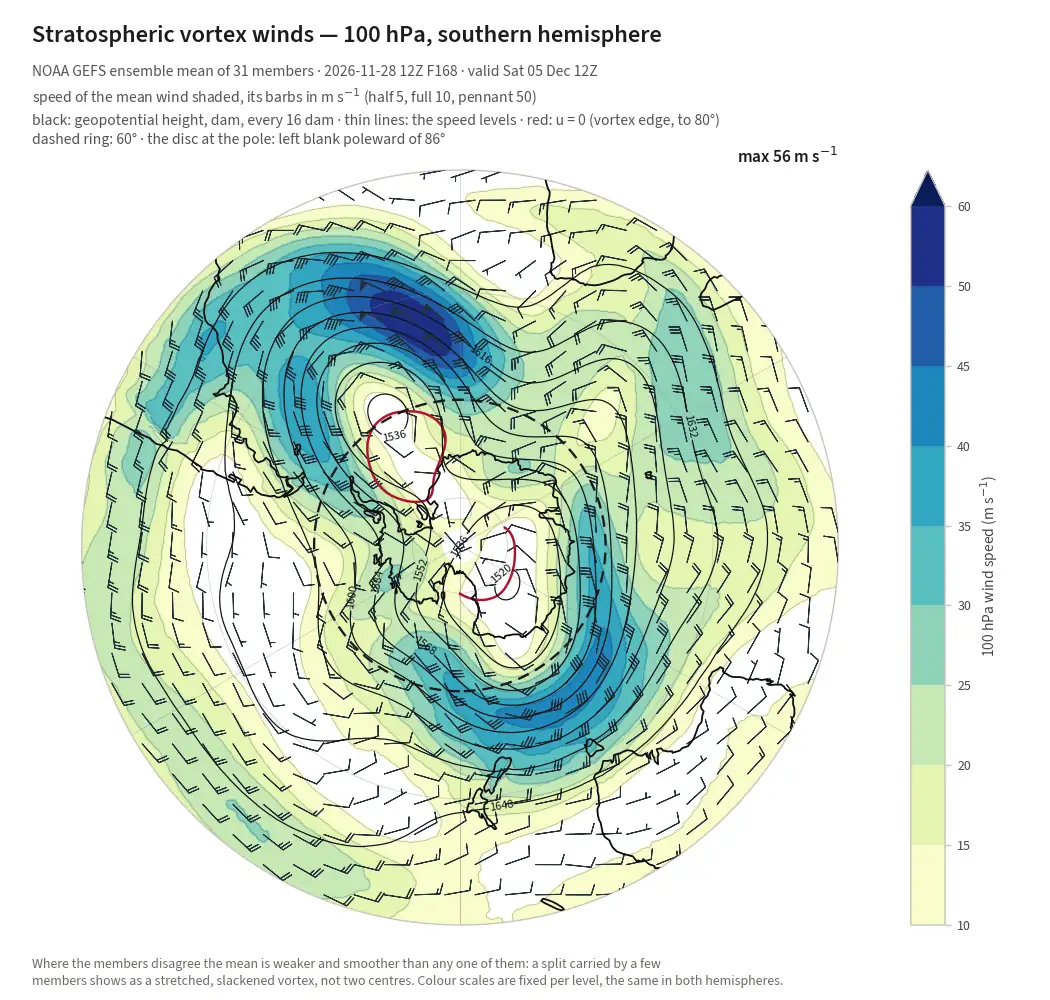 Stratospheric vortex winds — 100 hPa, southern hemisphere
NOAA GEFS ensemble mean of 31 members · 2026-11-28 12Z F168 · valid Sat 05 Dec 12Z
speed of the mean wind shaded, its barbs in m s⁻¹ (half 5, full 10, pennant 50)
black: geopotential height, dam, every 16 dam · thin lines: the speed levels · red: u = 0 (vortex edge, to 80°)
dashed ring: 60° · the disc at the pole: left blank poleward of 86°
max 56 m s⁻¹
60
50
45
40
35
30
25
20
15
10
100 hPa wind speed (m s⁻¹)
1632
1536
1520
1552
1600
1568
1648
Where the members disagree the mean is weaker and smoother than any one of them: a split carried by a few
members shows as a stretched, slackened vortex, not two centres. Colour scales are fixed per level, the same in both hemispheres.